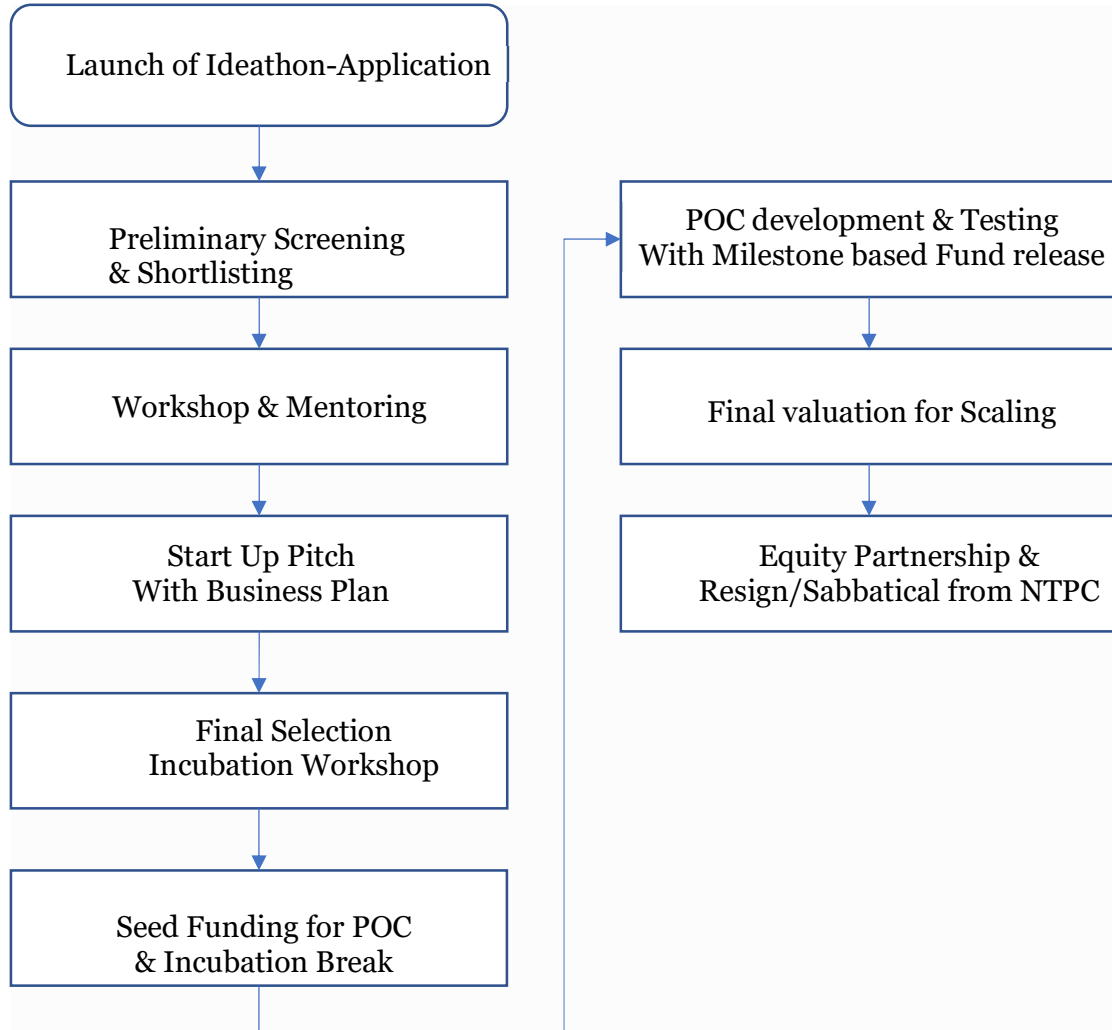 Launch of Ideathon-Application
Preliminary Screening
& Shortlisting
Workshop & Mentoring
Start Up Pitch
With Business Plan
Final Selection
Incubation Workshop
Seed Funding for POC
& Incubation Break
POC development & Testing
With Milestone based Fund release
Final valuation for Scaling
Equity Partnership &
Resign/Sabbatical from NTPC